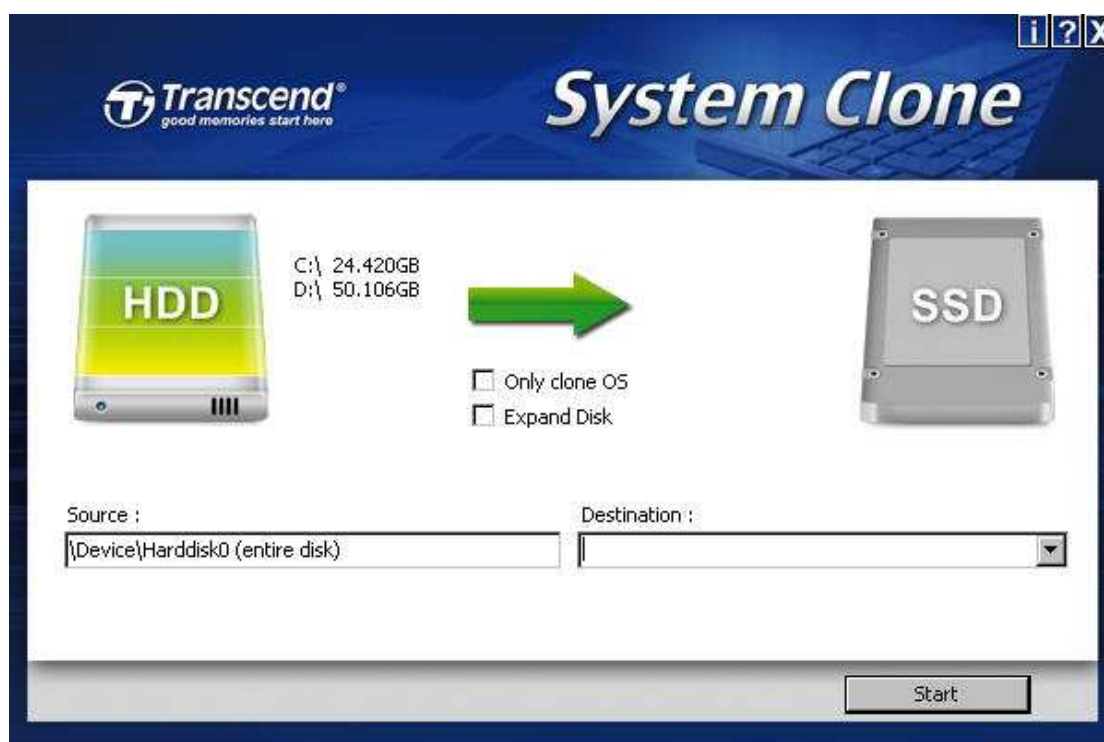 i ? X
Transcend®
good memories start here
System Clone
HDD
C:\ 24.420GB
D:\ 50.106GB
SSD
Only clone OS
Expand Disk
Source :
Destination :
\Device\Harddisk0 (entire disk)
Start